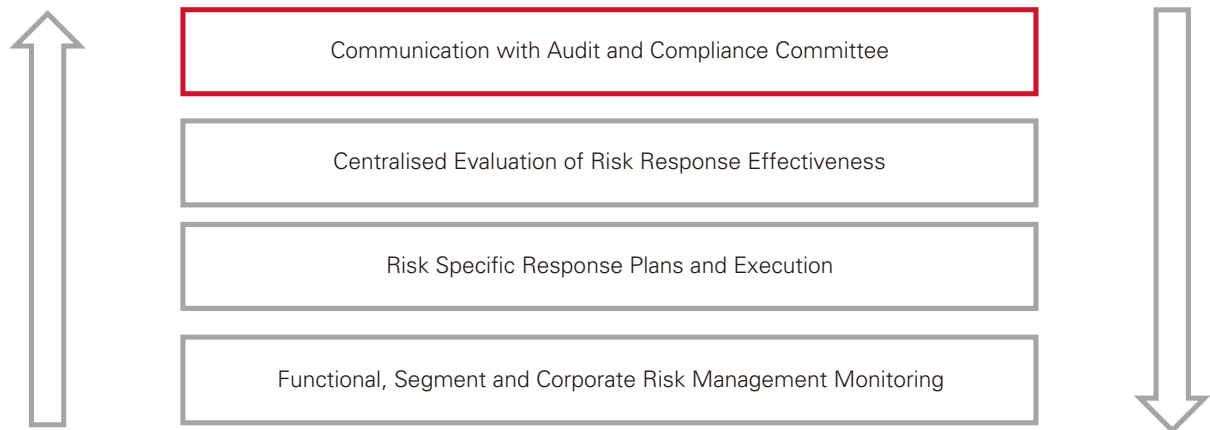 Communication with Audit and Compliance Committee
Centralised Evaluation of Risk Response Effectiveness
Risk Specific Response Plans and Execution
Functional, Segment and Corporate Risk Management Monitoring